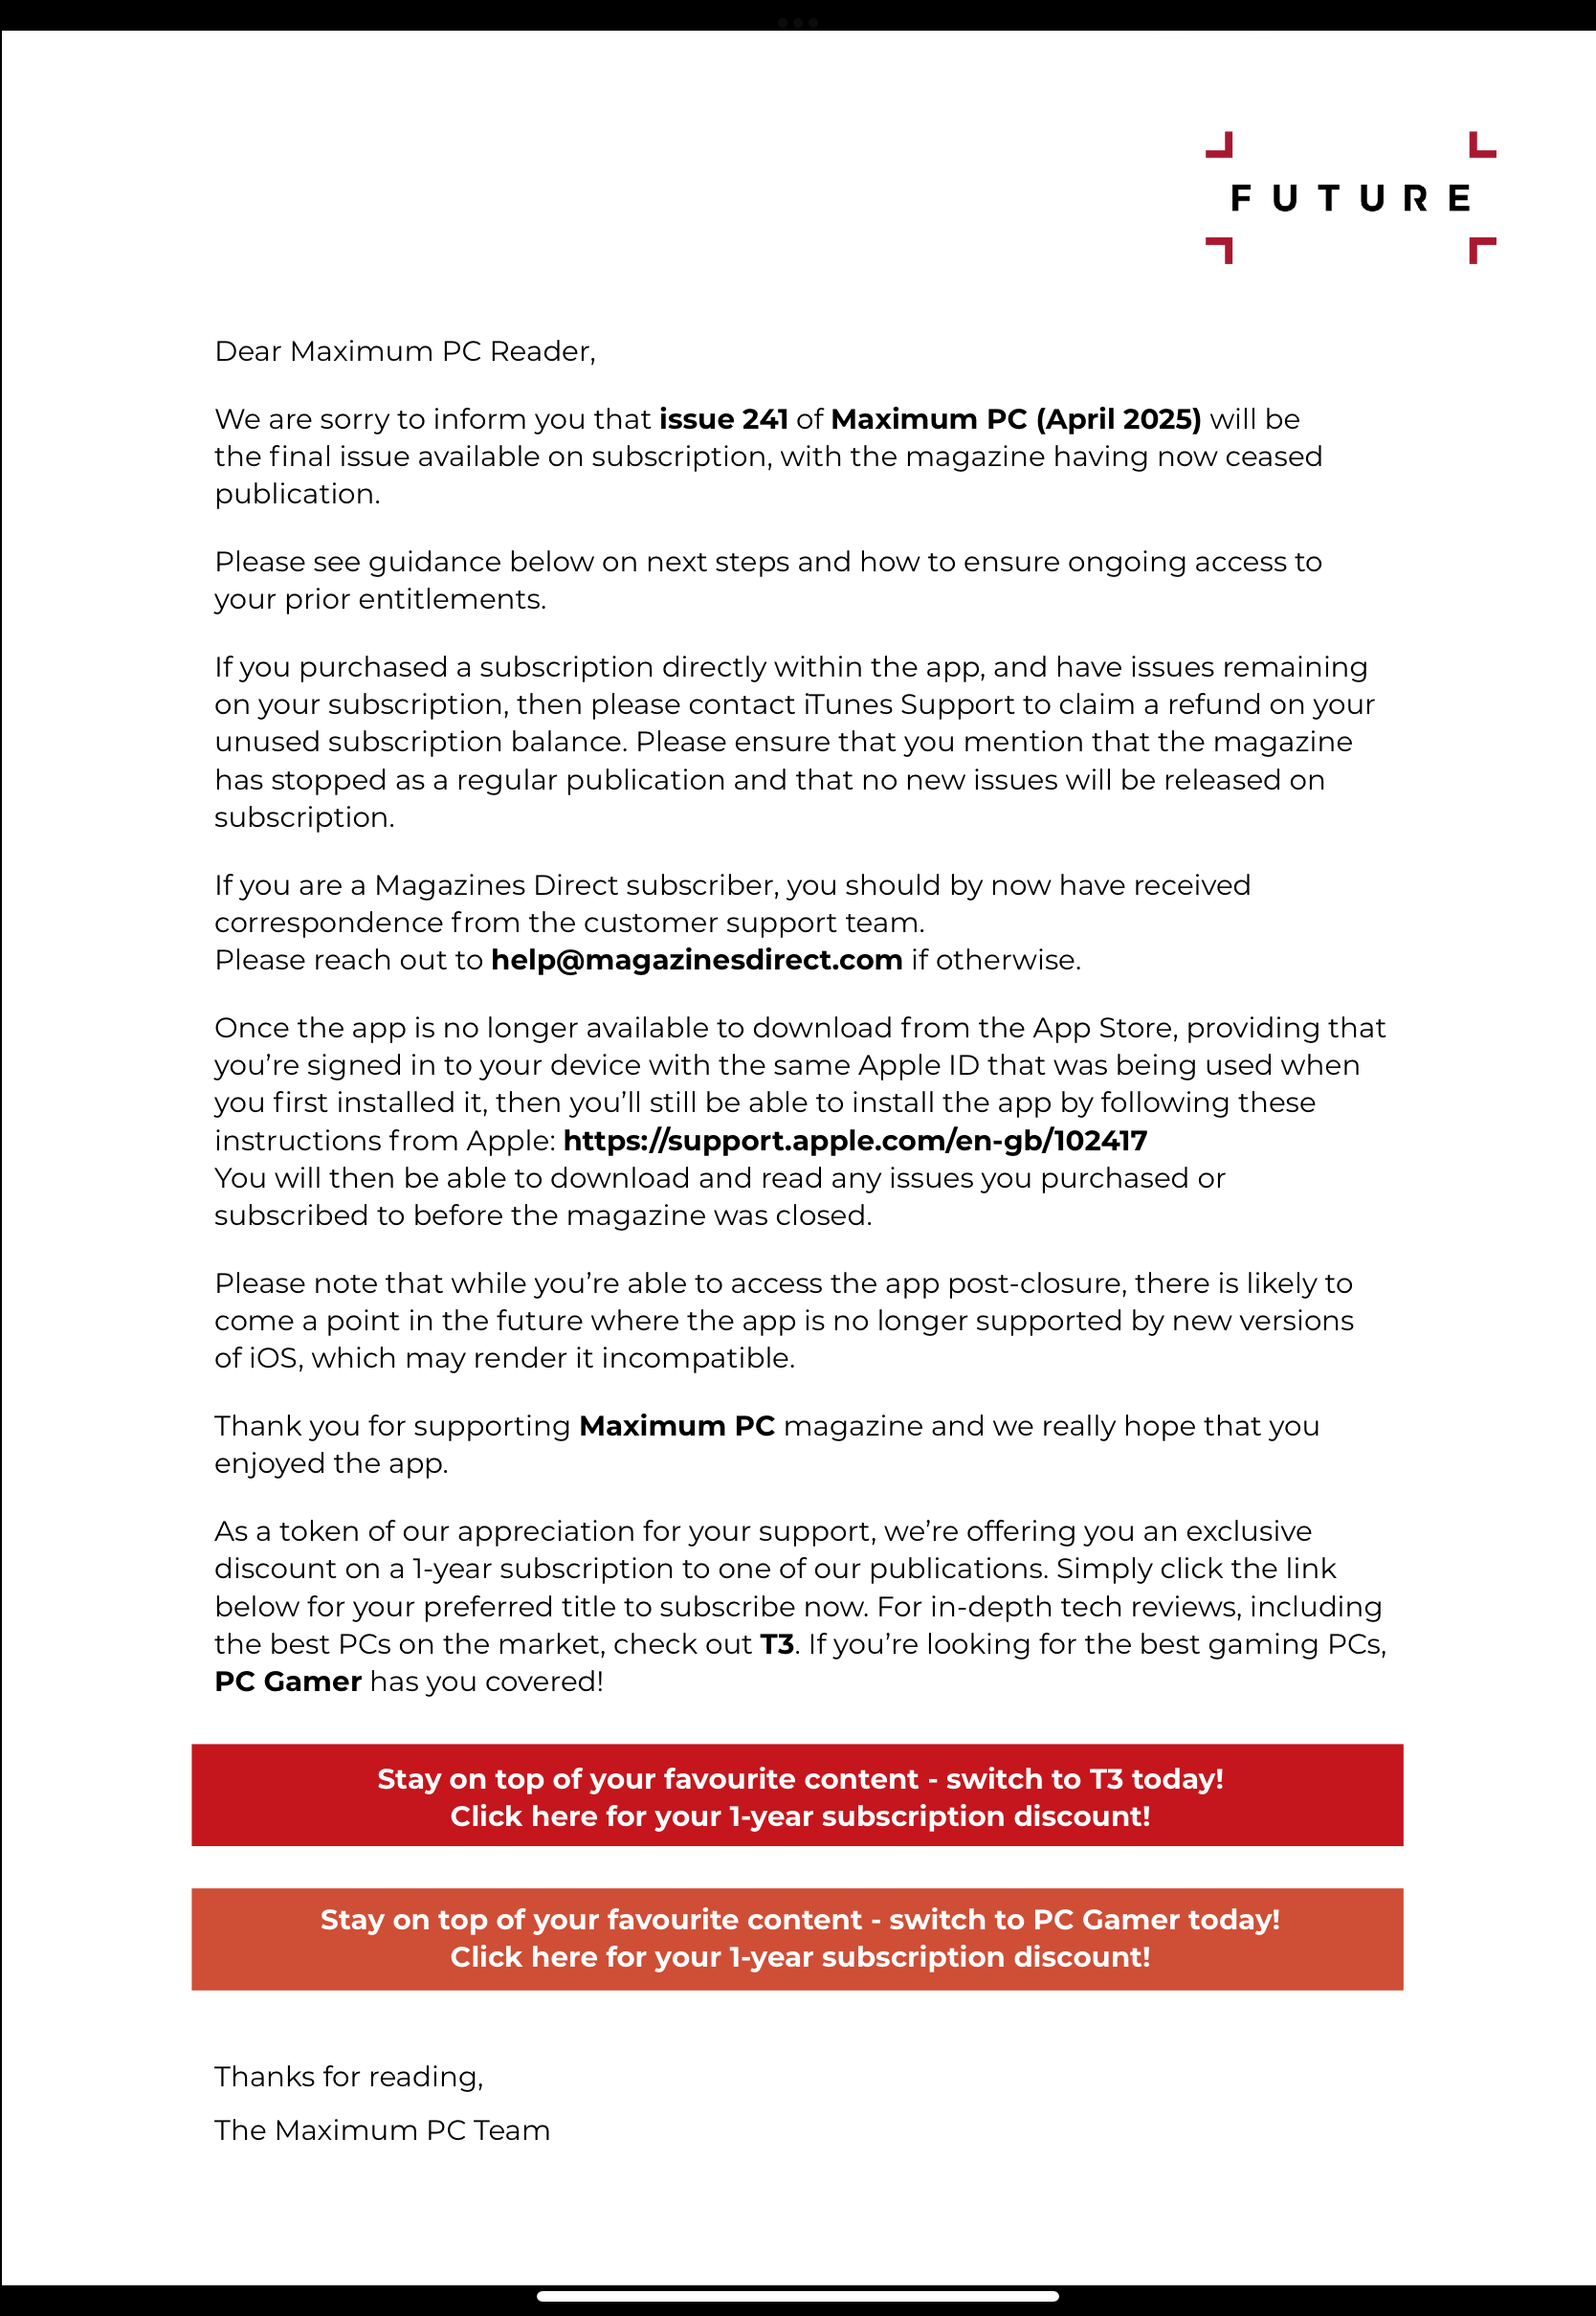 FUTURE
Dear Maximum PC Reader,
We are sorry to inform you that issue 241 of Maximum PC (April 2025) will be
the final issue available on subscription, with the magazine having now ceased
publication.
Please see guidance below on next steps and how to ensure ongoing access to
your prior entitlements.
If you purchased a subscription directly within the app, and have issues remaining
on your subscription, then please contact iTunes Support to claim a refund on your
unused subscription balance. Please ensure that you mention that the magazine
has stopped as a regular publication and that no new issues will be released on
subscription.
If you are a Magazines Direct subscriber, you should by now have received
correspondence from the customer support team.
Please reach out to help@magazinesdirect.com if otherwise.
Once the app is no longer available to download from the App Store, providing that
you’re signed in to your device with the same Apple ID that was being used when
you first installed it, then you’ll still be able to install the app by following these
instructions from Apple: https://support.apple.com/en-gb/102417
You will then be able to download and read any issues you purchased or
subscribed to before the magazine was closed.
Please note that while you’re able to access the app post-closure, there is likely to
come a point in the future where the app is no longer supported by new versions
of iOS, which may render it incompatible.
Thank you for supporting Maximum PC magazine and we really hope that you
enjoyed the app.
As a token of our appreciation for your support, we’re offering you an exclusive
discount on a 1-year subscription to one of our publications. Simply click the link
below for your preferred title to subscribe now. For in-depth tech reviews, including
the best PCs on the market, check out T3. If you’re looking for the best gaming PCs,
PC Gamer has you covered!
Stay on top of your favourite content - switch to T3 today!
Click here for your 1-year subscription discount!
Stay on top of your favourite content - switch to PC Gamer today!
Click here for your 1-year subscription discount!
Thanks for reading,
The Maximum PC Team